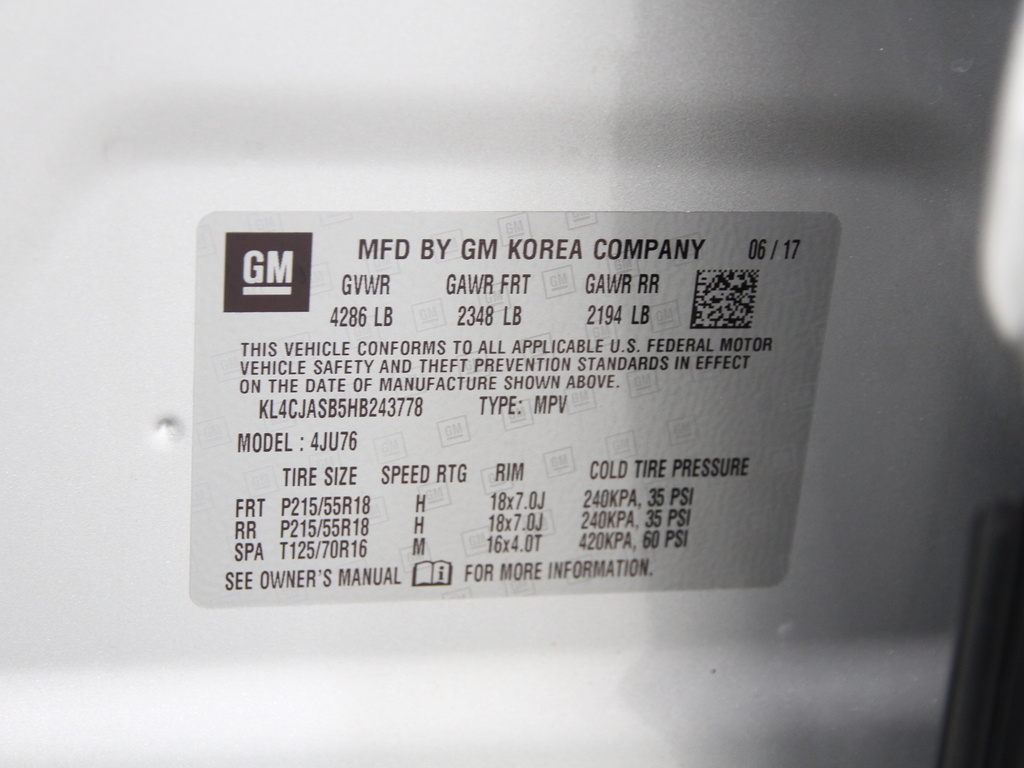 GM MFD BY GM KOREA COMPANY 06 / 17
GVWR GAWR FRT GAWR RR
4286 LB 2348 LB 2194 LB
THIS VEHICLE CONFORMS TO ALL APPLICABLE U.S. FEDERAL MOTOR
VEHICLE SAFETY AND THEFT PREVENTION STANDARDS IN EFFECT
ON THE DATE OF MANUFACTURE SHOWN ABOVE.
KL4CJASB5HB243778 TYPE: MPV
MODEL : 4JU76
TIRE SIZE SPEED RTG RIM COLD TIRE PRESSURE
FRT P215/55R18 H 18x7.0J 240KPA, 35 PSI
RR P215/55R18 H 18x7.0J 240KPA, 35 PSI
SPA T125/70R16 M 16x4.0T 420KPA, 60 PSI
SEE OWNER'S MANUAL FOR MORE INFORMATION.